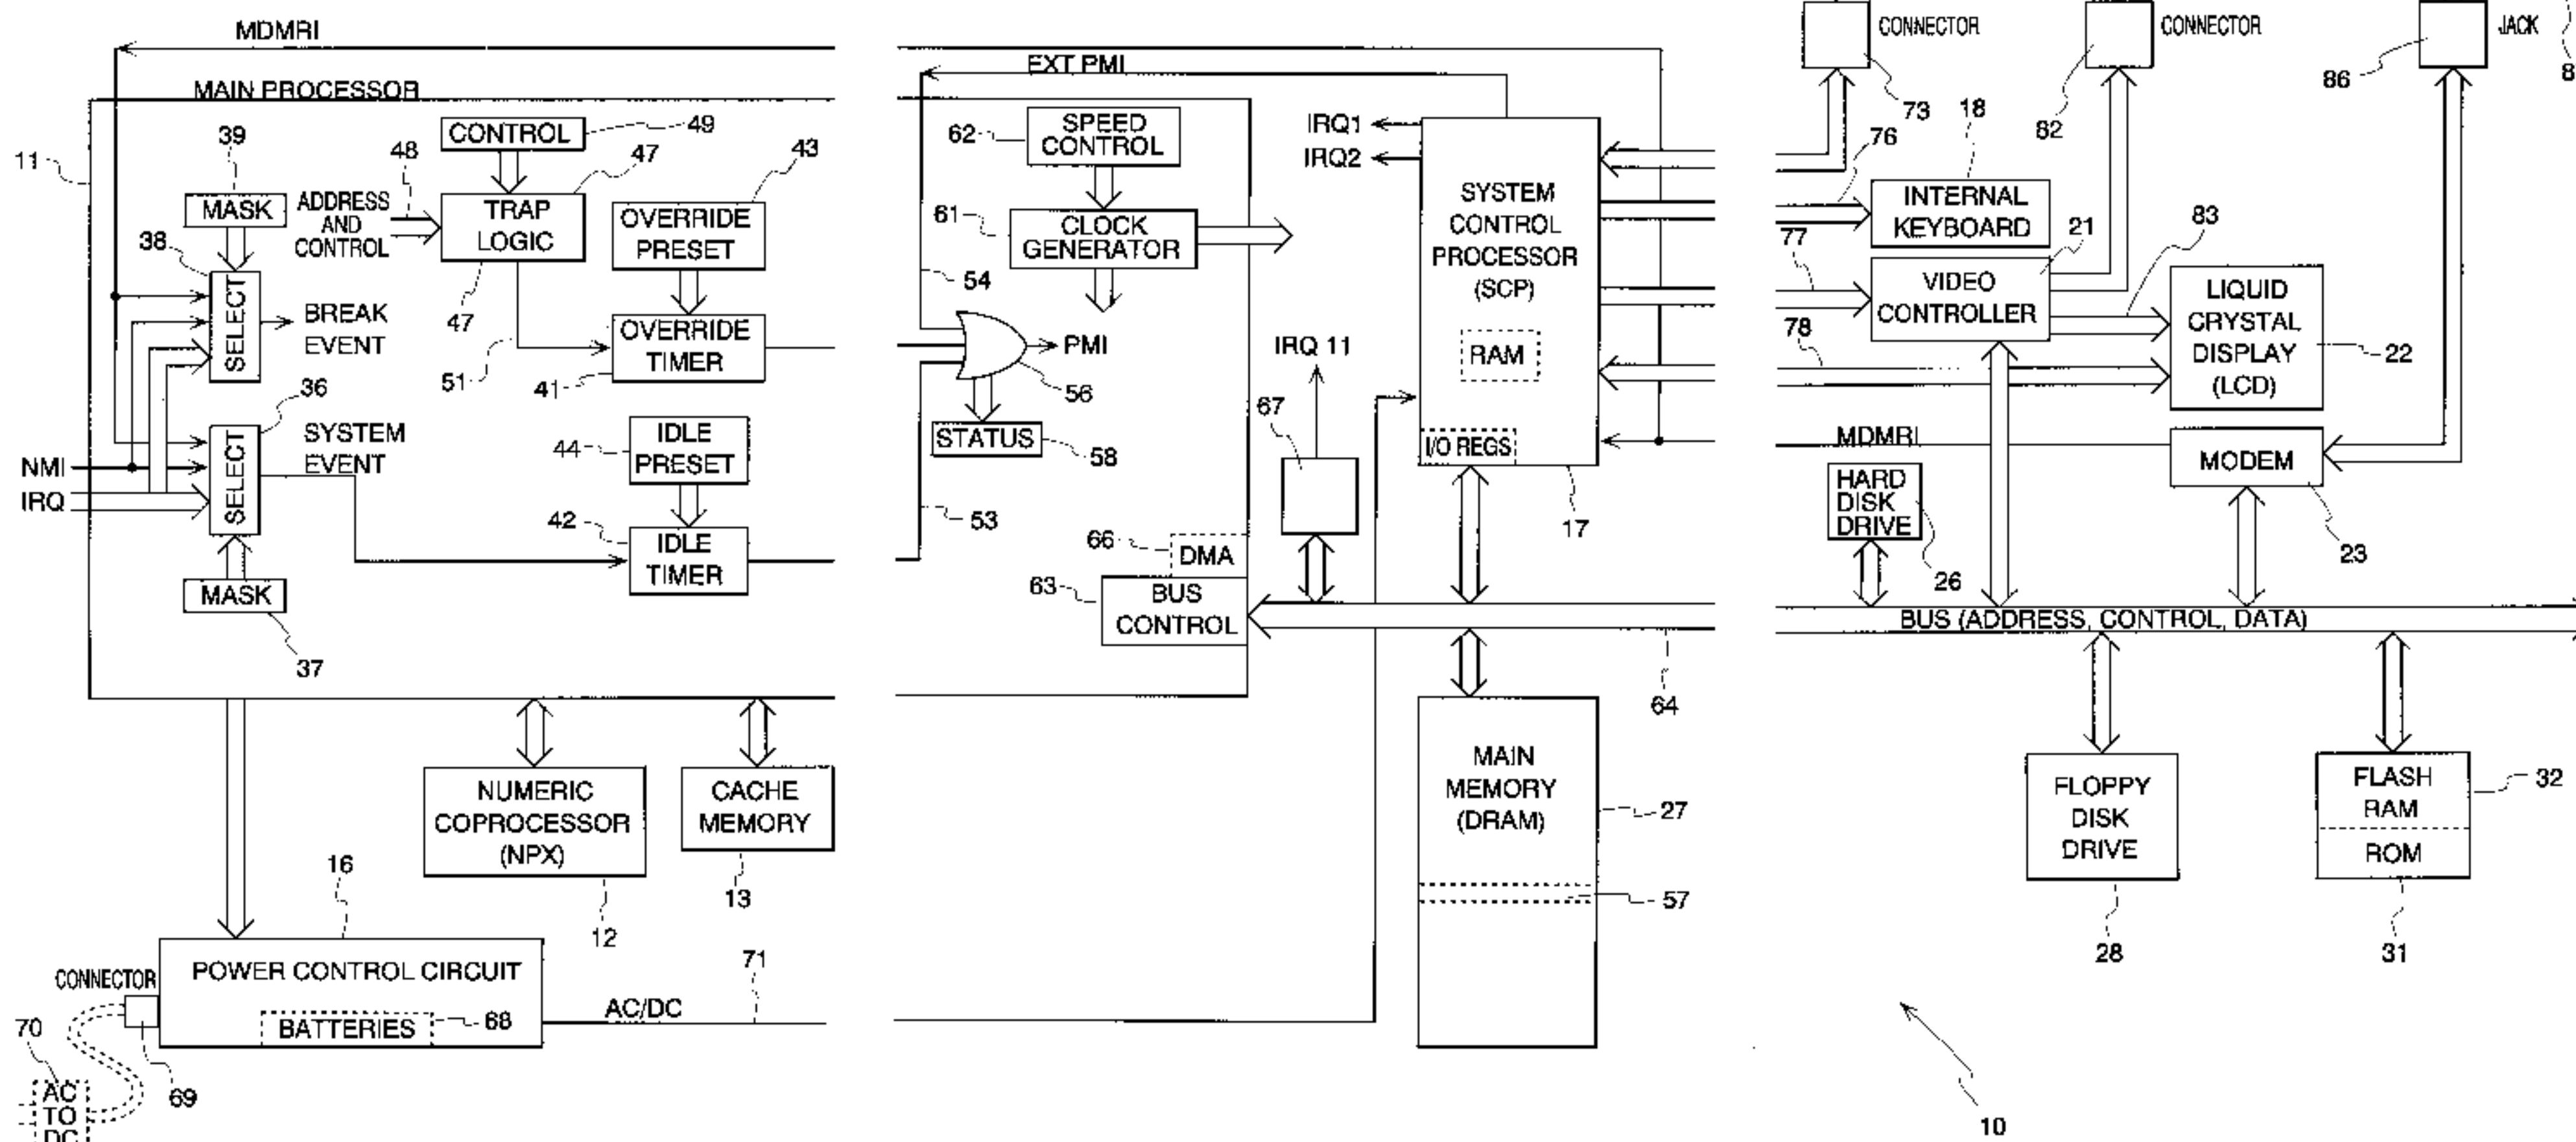 MDMRI
MAIN PROCESSOR
11
39
MASK
38
SELECT
BREAK
EVENT
36
SELECT
SYSTEM
EVENT
NMI
IRQ
MASK
37
48
ADDRESS
AND
CONTROL
CONTROL
49
47
TRAP
LOGIC
47
51
43
OVERRIDE
PRESET
OVERRIDE
TIMER
41
44
IDLE
PRESET
42
IDLE
TIMER
NUMERIC
COPROCESSOR
(NPX)
12
CACHE
MEMORY
13
16
POWER CONTROL CIRCUIT
BATTERIES
68
CONNECTOR
69
70
AC
TO
DC
AC/DC
71
EXT PMI
62
SPEED
CONTROL
61
CLOCK
GENERATOR
54
PMI
56
STATUS
58
53
66
DMA
63
BUS
CONTROL
IRQ1
IRQ2
SYSTEM
CONTROL
PROCESSOR
(SCP)
RAM
I/O REGS
17
IRQ 11
67
64
MAIN
MEMORY
(DRAM)
27
57
CONNECTOR
73
CONNECTOR
82
JACK
86
8
76
18
INTERNAL
KEYBOARD
77
21
VIDEO
CONTROLLER
83
78
LIQUID
CRYSTAL
DISPLAY
(LCD)
22
MDMRI
MODEM
23
HARD
DISK
DRIVE
26
BUS (ADDRESS, CONTROL, DATA)
FLOPPY
DISK
DRIVE
28
FLASH
RAM
ROM
32
31
10